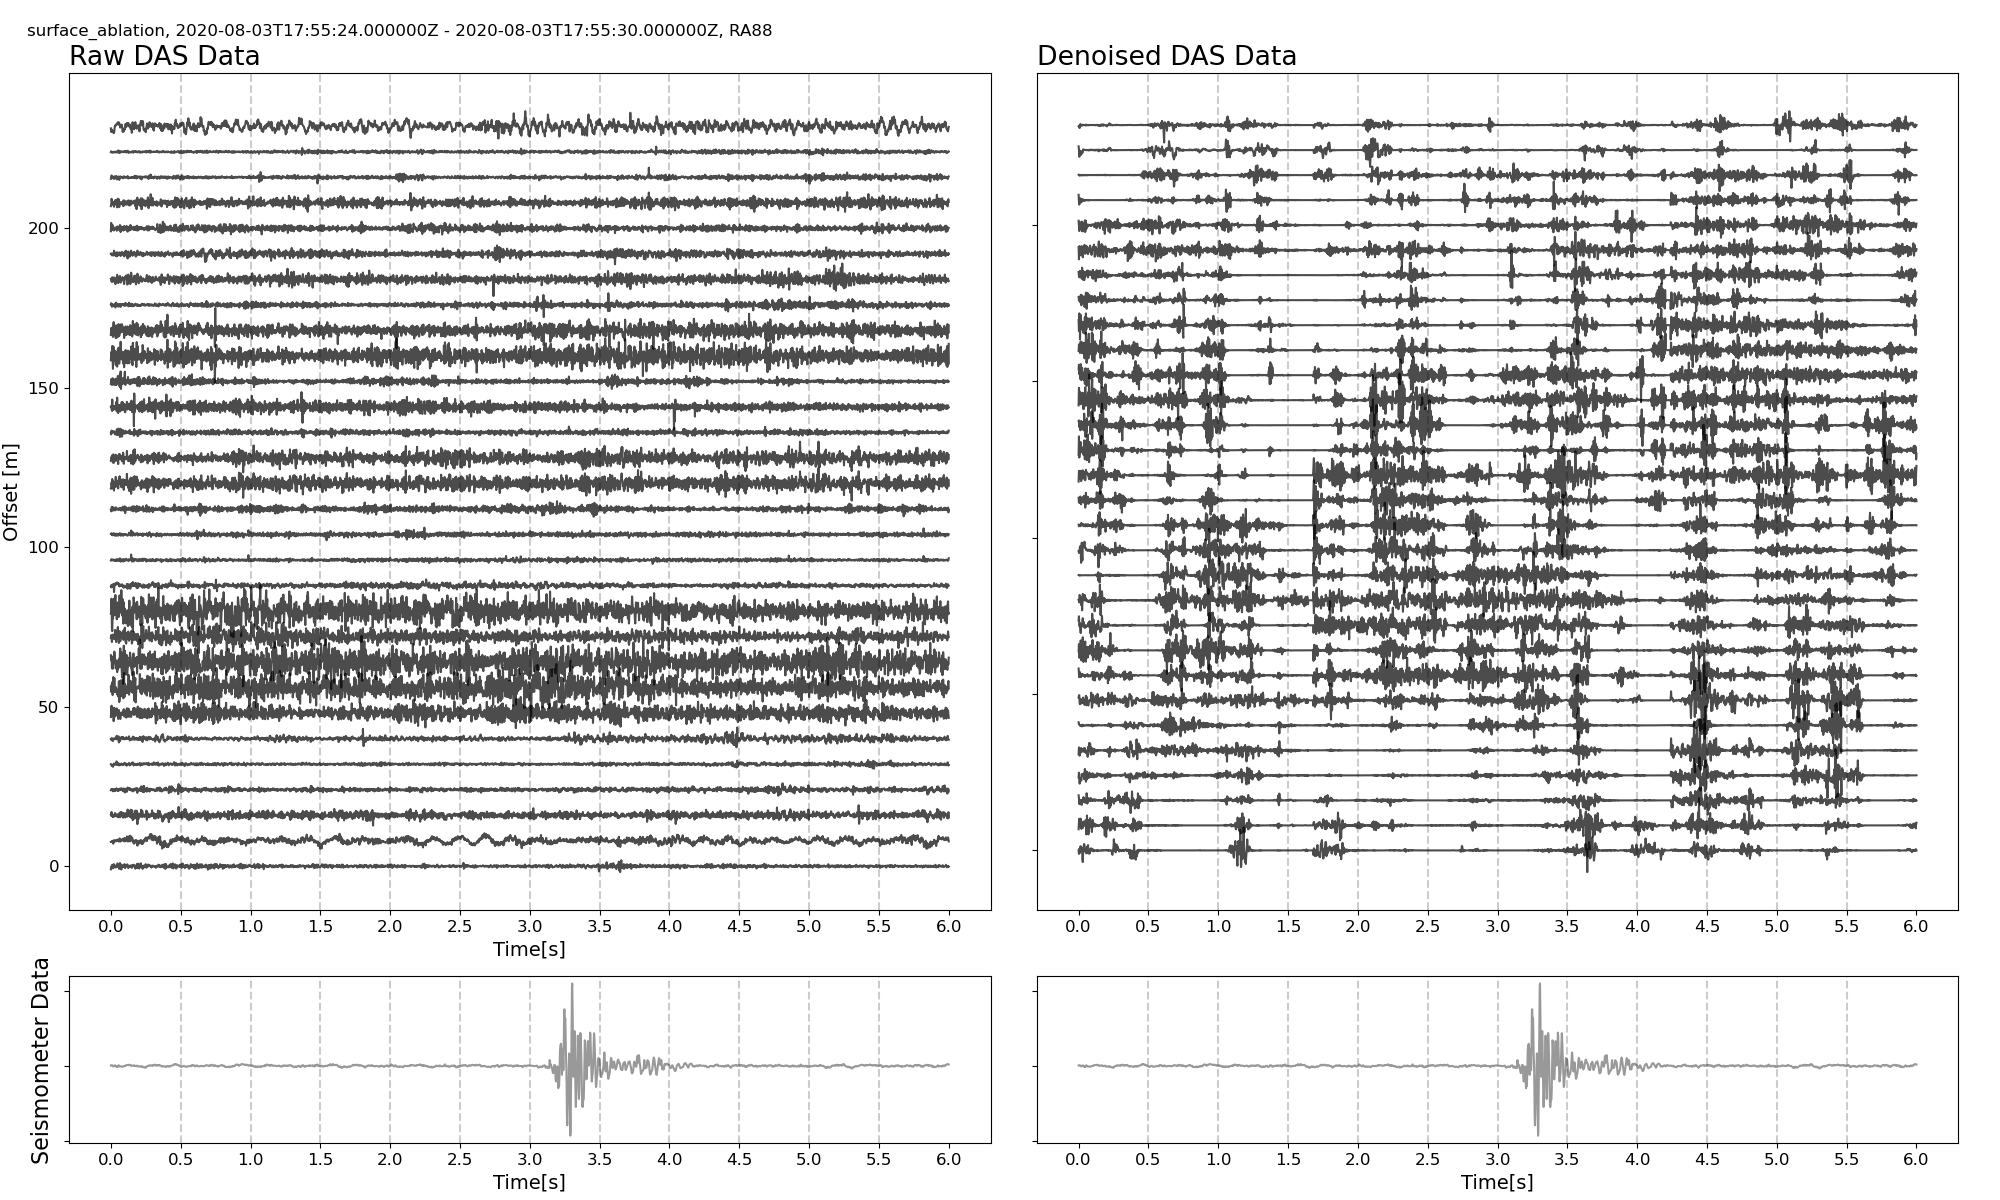 surface_ablation, 2020-08-03T17:55:24.000000Z - 2020-08-03T17:55:30.000000Z, RA88
Raw DAS Data
Denoised DAS Data
Offset [m]
200
150
100
50
0
0.0 0.5 1.0 1.5 2.0 2.5 3.0 3.5 4.0 4.5 5.0 5.5 6.0
Time[s]
0.0 0.5 1.0 1.5 2.0 2.5 3.0 3.5 4.0 4.5 5.0 5.5 6.0
Seismometer Data
0.0 0.5 1.0 1.5 2.0 2.5 3.0 3.5 4.0 4.5 5.0 5.5 6.0
Time[s]
0.0 0.5 1.0 1.5 2.0 2.5 3.0 3.5 4.0 4.5 5.0 5.5 6.0
Time[s]